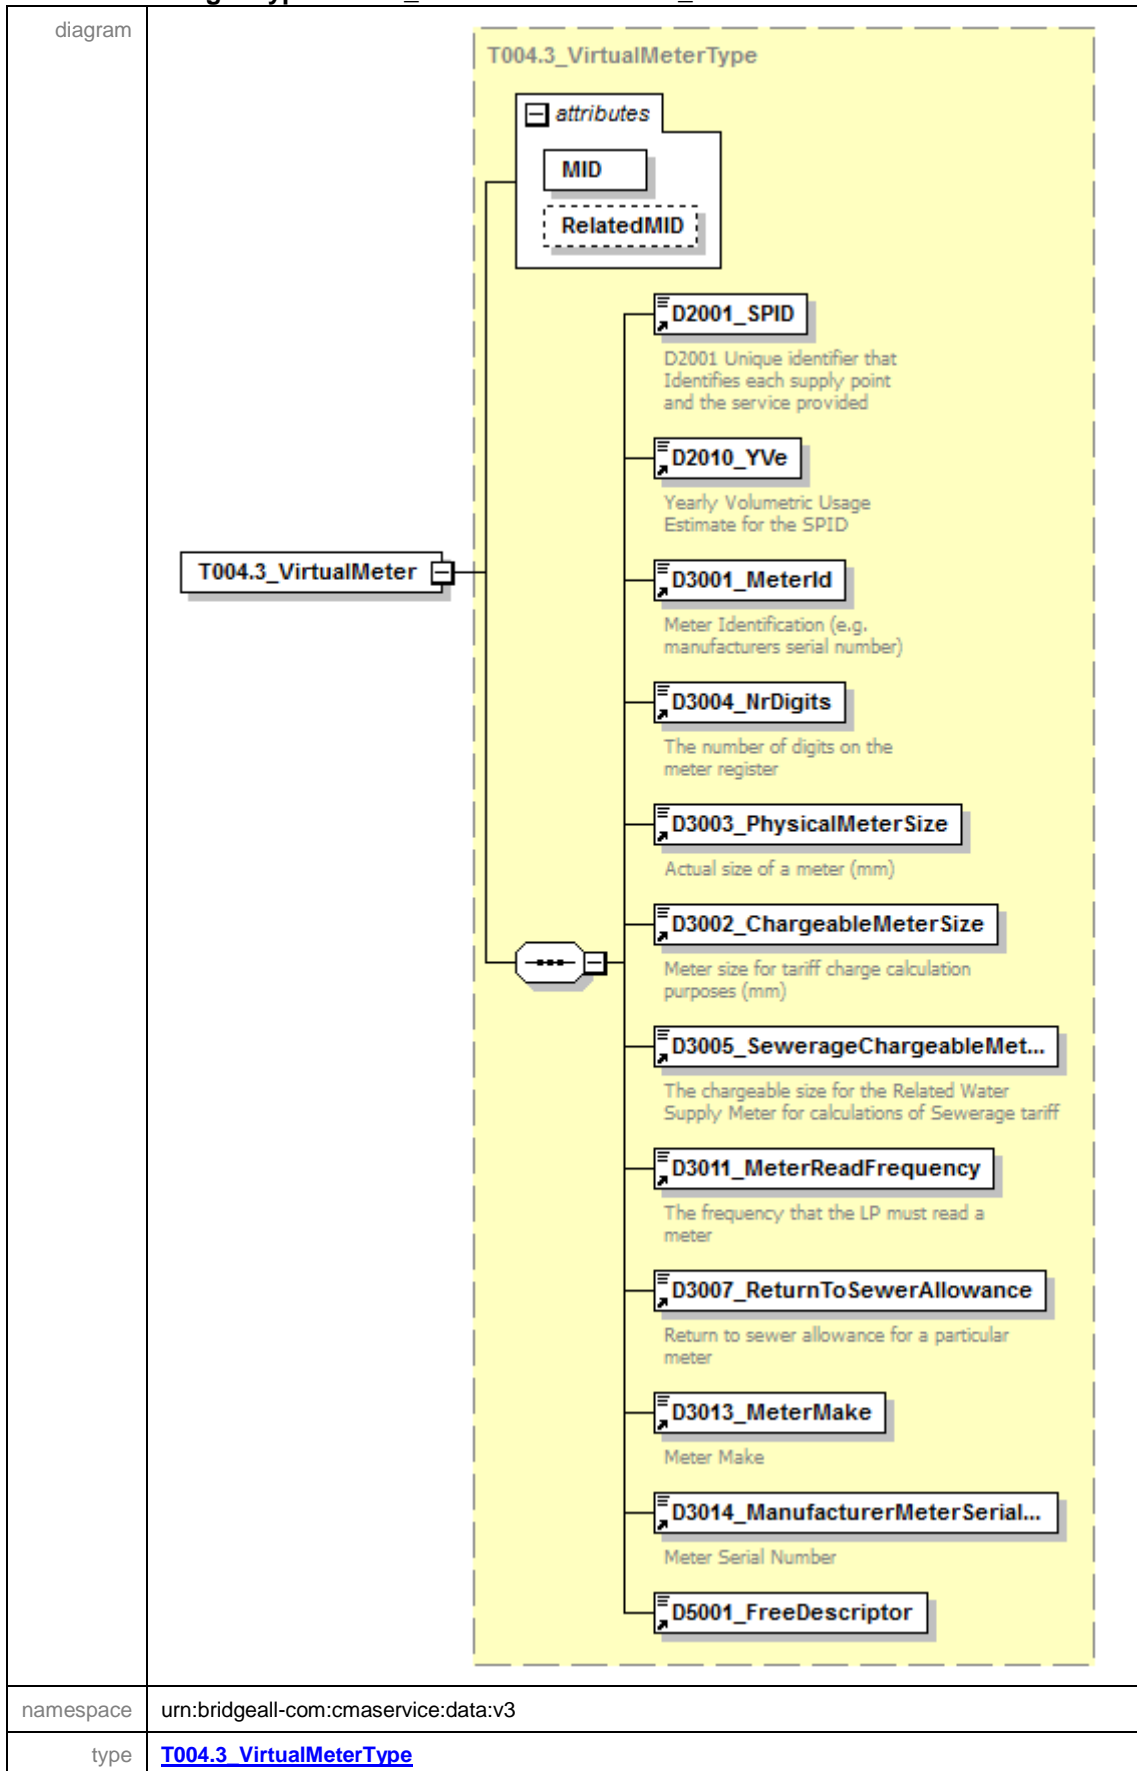 diagram
T004.3_VirtualMeterType
attributes
MID
RelatedMID
D2001_SPID
D2001 Unique identifier that
Identifies each supply point
and the service provided
D2010_YVe
Yearly Volumetric Usage
Estimate for the SPID
T004.3_VirtualMeter
D3001_MeterId
Meter Identification (e.g.
manufacturers serial number)
D3004_NrDigits
The number of digits on the
meter register
D3003_PhysicalMeterSize
Actual size of a meter (mm)
D3002_ChargeableMeterSize
Meter size for tariff charge calculation
purposes (mm)
D3005_SewerageChargeableMet...
The chargeable size for the Related Water
Supply Meter for calculations of Sewerage tariff
D3011_MeterReadFrequency
The frequency that the LP must read a
meter
D3007_ReturnToSewerAllowance
Return to sewer allowance for a particular
meter
D3013_MeterMake
Meter Make
D3014_ManufacturerMeterSerial...
Meter Serial Number
D5001_FreeDescriptor
namespace
urn:bridgeall-com:cmaservice:data:v3
type
T004.3_VirtualMeterType